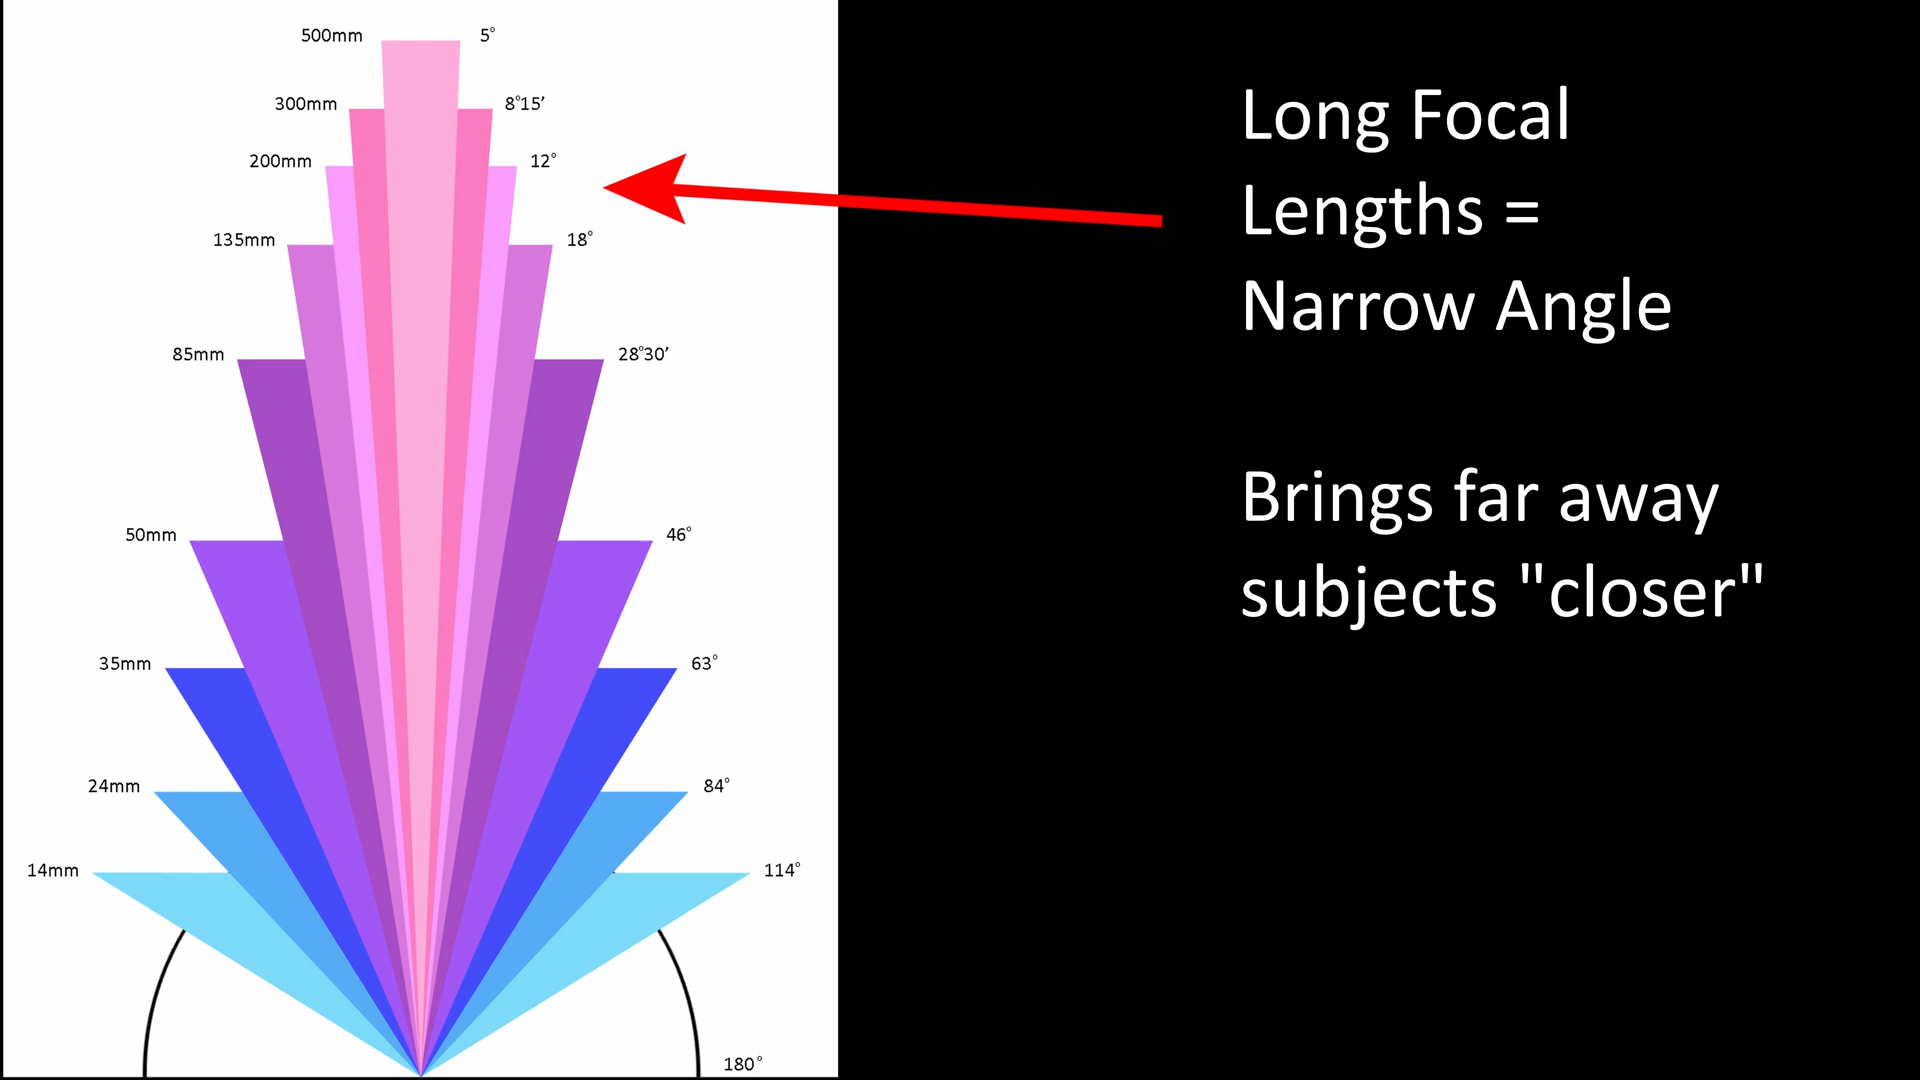 500mm 5°
300mm 8°15’
200mm 12°
135mm 18°
85mm 28°30’
50mm 46°
35mm 63°
24mm 84°
14mm 114°
180°
Long Focal
Lengths =
Narrow Angle
Brings far away
subjects "closer"